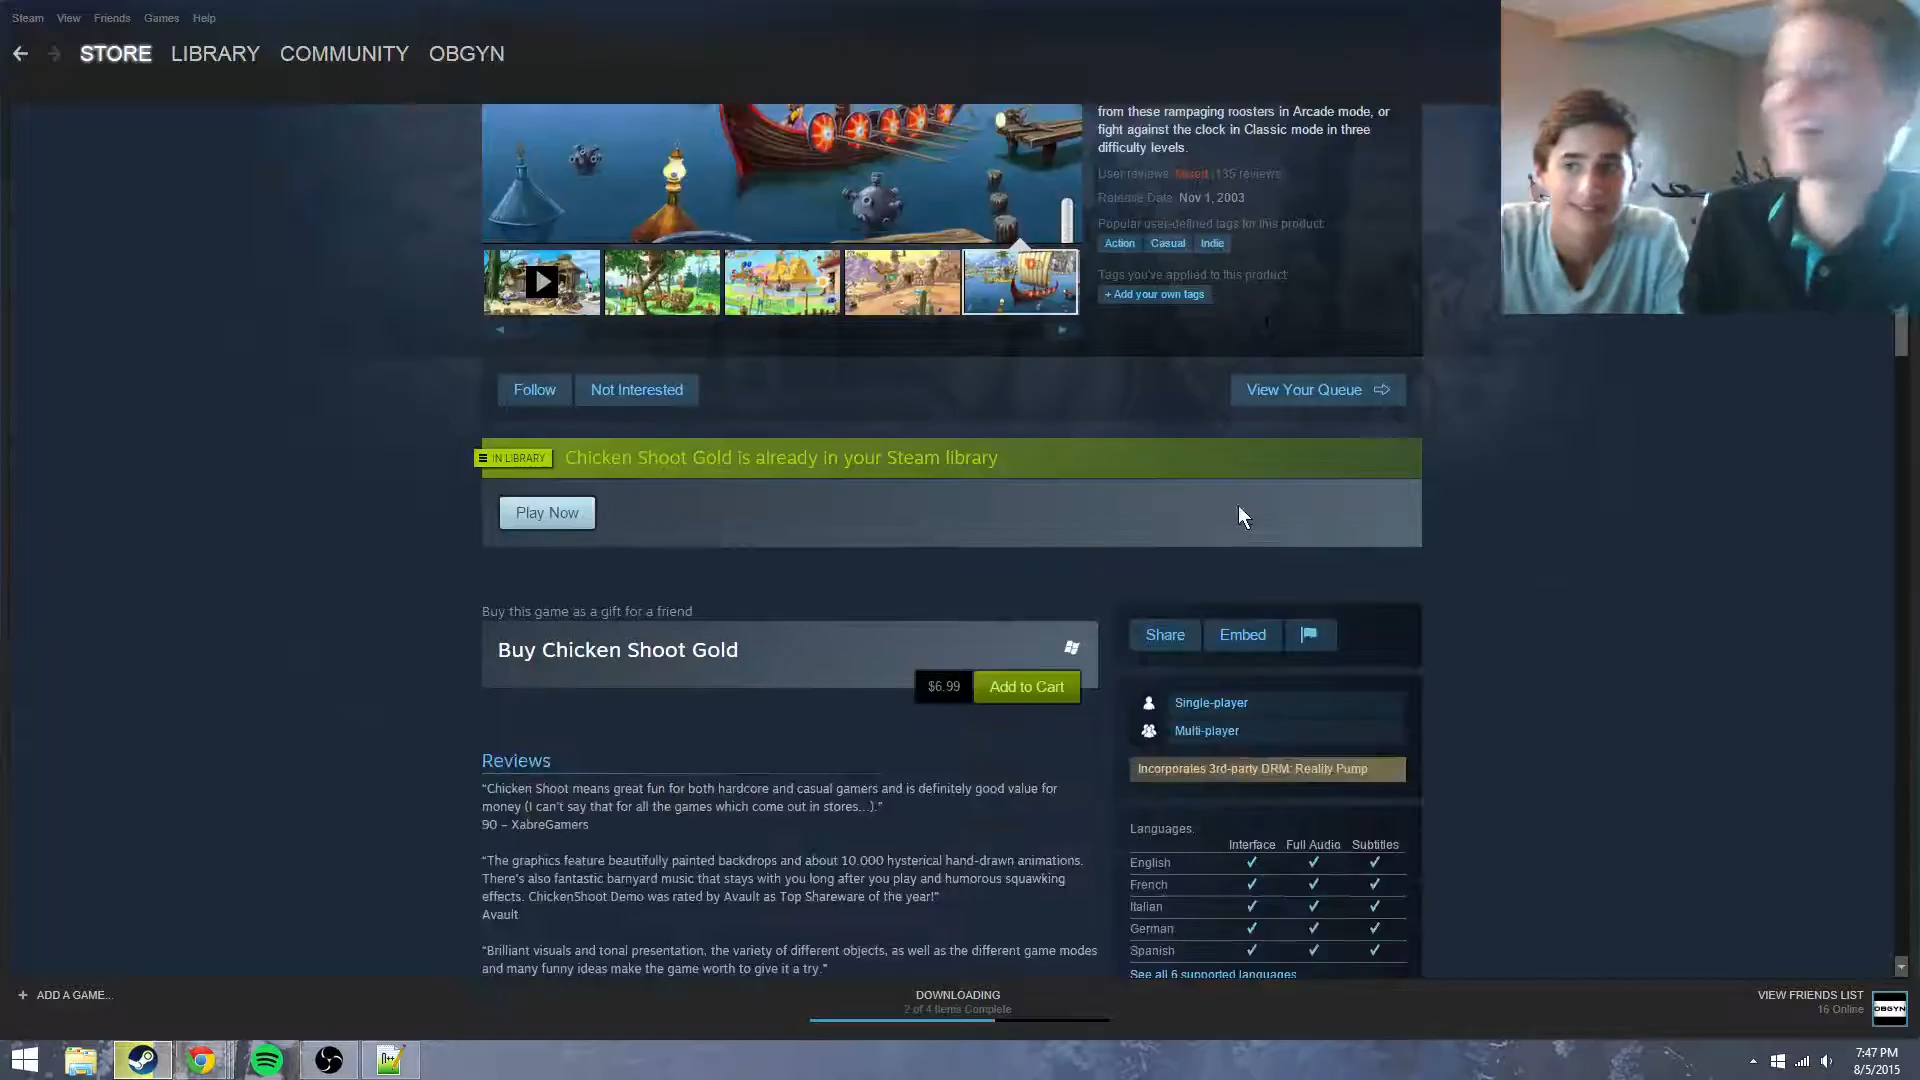 Steam View Friends Games Help
STORE LIBRARY COMMUNITY OBGYN
from these rampaging roosters in Arcade mode, or
fight against the clock in Classic mode in three
difficulty levels.
User reviews: Mixed (135 reviews)
Release Date: Nov 1, 2003
Popular user-defined tags for this product:
Action Casual Indie
Tags you've applied to this product:
+ Add your own tags
Follow Not Interested View Your Queue
IN LIBRARY Chicken Shoot Gold is already in your Steam library
Play Now
Buy this game as a gift for a friend
Buy Chicken Shoot Gold
$6.99 Add to Cart
Share Embed
Single-player
Multi-player
Incorporates 3rd-party DRM: Reality Pump
Reviews
“Chicken Shoot means great fun for both hardcore and casual gamers and is definitely good value for
money (I can't say that for all the games which come out in stores...).”
90 – XabreGamers
“The graphics feature beautifully painted backdrops and about 10.000 hysterical hand-drawn animations.
There's also fantastic barnyard music that stays with you long after you play and humorous squawking
effects. ChickenShoot Demo was rated by Avault as Top Shareware of the year!”
Avault
“Brilliant visuals and tonal presentation, the variety of different objects, as well as the different game modes
and many funny ideas make the game worth to give it a try.”
Languages:
Interface Full Audio Subtitles
English
French
Italian
German
Spanish
See all 6 supported languages
+ ADD A GAME...
DOWNLOADING
2 of 4 Items Complete
VIEW FRIENDS LIST
16 Online
OBGYN
7:47 PM
8/5/2015